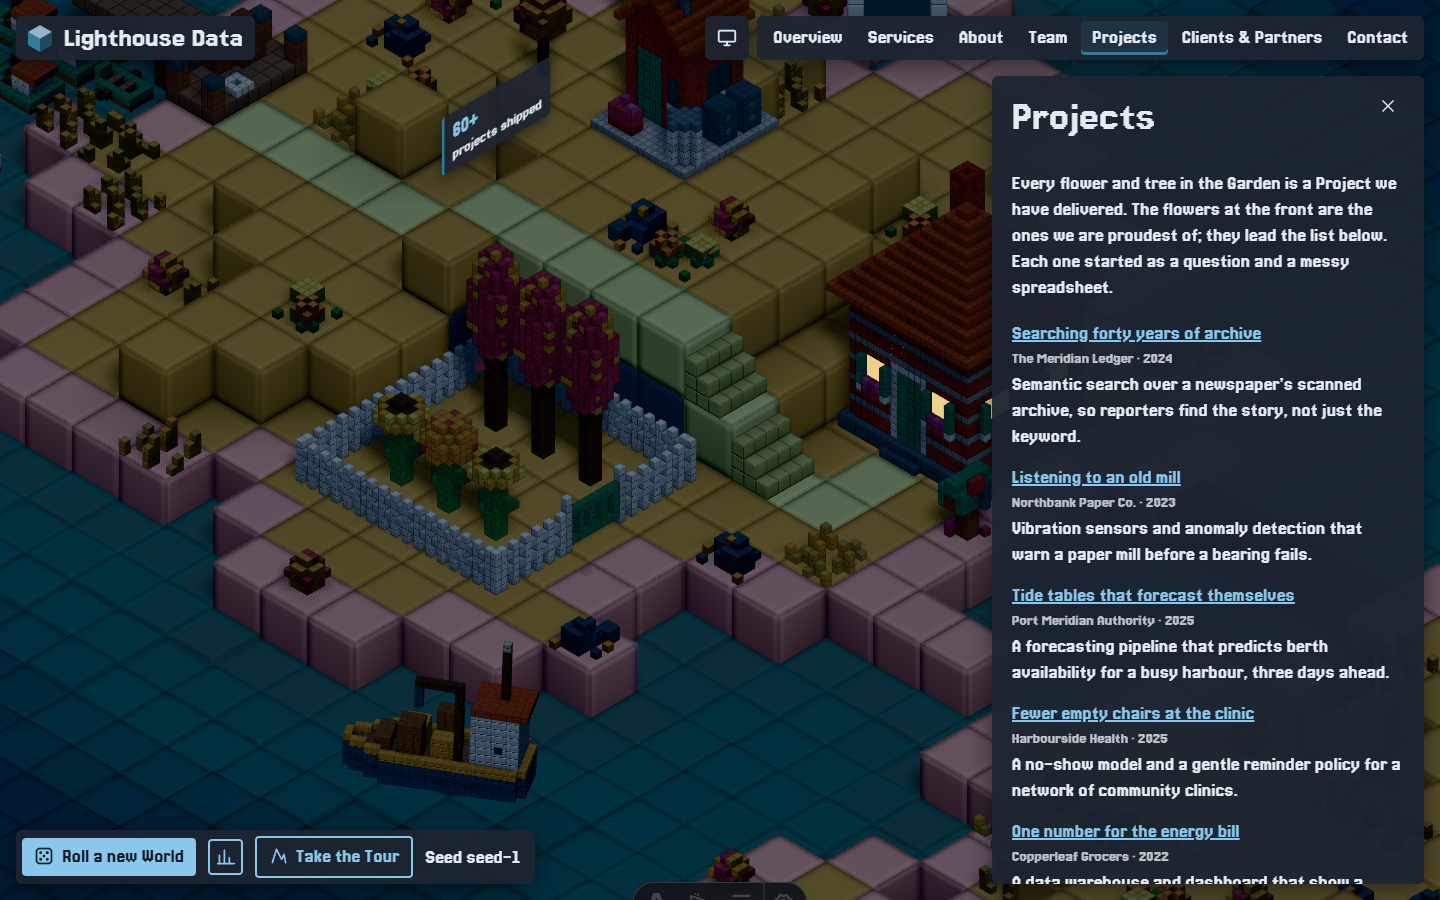 Lighthouse Data
Overview
Services
About
Team
Projects
Clients & Partners
Contact
60+
projects shipped
Projects
Every flower and tree in the Garden is a Project we
have delivered. The flowers at the front are the
ones we are proudest of; they lead the list below.
Each one started as a question and a messy
spreadsheet.
Searching forty years of archive
The Meridian Ledger · 2024
Semantic search over a newspaper's scanned
archive, so reporters find the story, not just the
keyword.
Listening to an old mill
Northbank Paper Co. · 2023
Vibration sensors and anomaly detection that
warn a paper mill before a bearing fails.
Tide tables that forecast themselves
Port Meridian Authority · 2025
A forecasting pipeline that predicts berth
availability for a busy harbour, three days ahead.
Fewer empty chairs at the clinic
Harbourside Health · 2025
A no-show model and a gentle reminder policy for a
network of community clinics.
One number for the energy bill
Copperleaf Grocers · 2022
A data warehouse and dashboard that show a
Roll a new World
Take the Tour
Seed seed-1